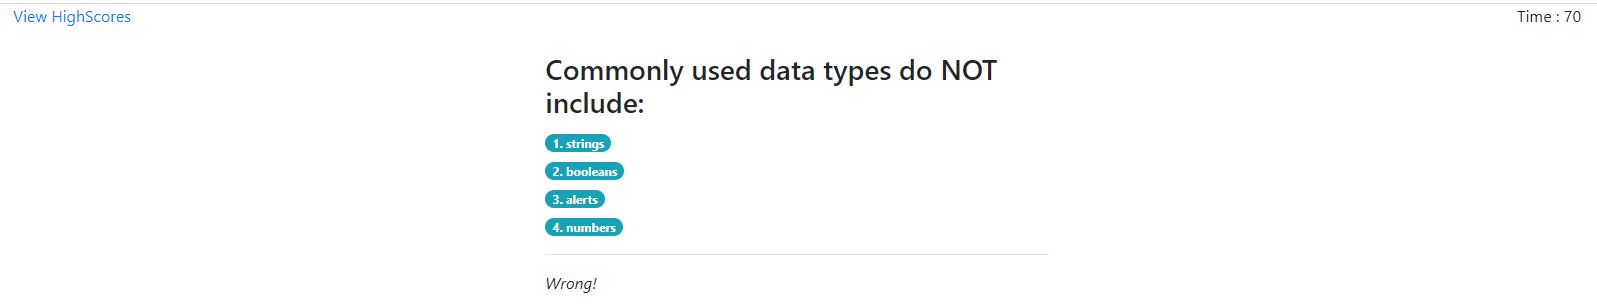 View HighScores
Time : 70
Commonly used data types do NOT
include:
1. strings
2. booleans
3. alerts
4. numbers
Wrong!